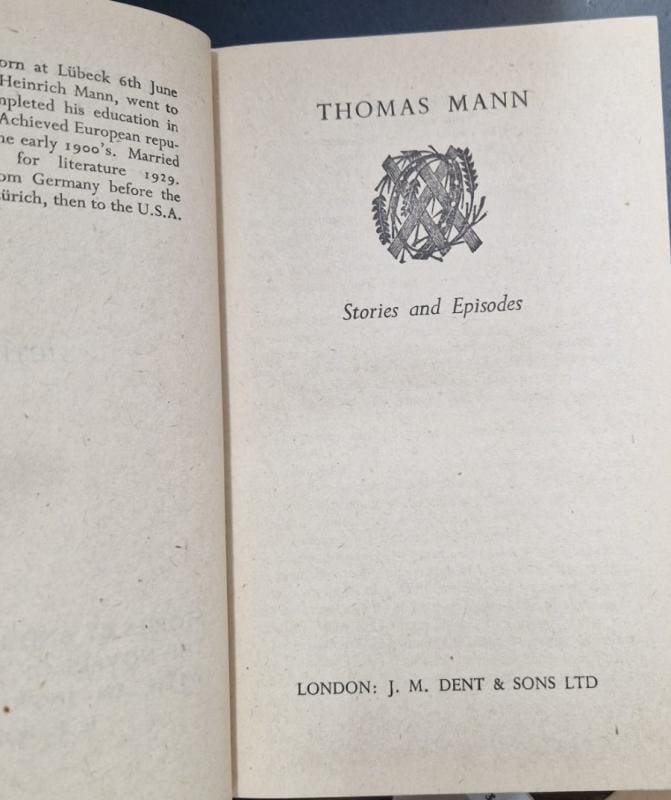 orn at Lübeck 6th June
Heinrich Mann, went to
mpleted his education in
Achieved European repu-
he early 1900's. Married
for literature 1929.
om Germany before the
ürich, then to the U.S.A.
THOMAS MANN
Stories and Episodes
LONDON: J. M. DENT & SONS LTD